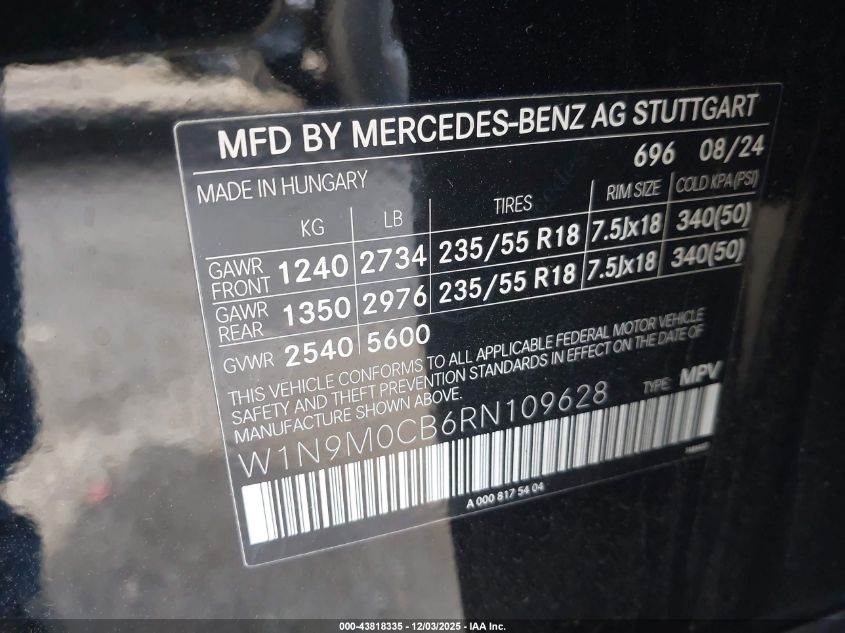 MFD BY MERCEDES-BENZ AG STUTTGART
696 08/24
MADE IN HUNGARY
KG LB TIRES RIM SIZE COLD KPA(PSI)
GAWR FRONT 1240 2734 235/55 R18 7.5Jx18 340(50)
GAWR REAR 1350 2976 235/55 R18 7.5Jx18 340(50)
GVWR 2540 5600
THIS VEHICLE CONFORMS TO ALL APPLICABLE FEDERAL MOTOR VEHICLE
SAFETY AND THEFT PREVENTION STANDARDS IN EFFECT ON THE DATE OF
MANUFACTURE SHOWN ABOVE.
W1N9M0CB6RN109628 TYPE: MPV
A 000 817 54 04
000-43818335 - 12/03/2025 - IAA Inc.